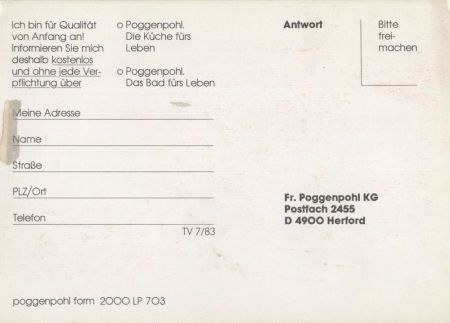 Ich bin für Qualität
von Anfang an!
Informieren Sie mich
deshalb kostenlos
und ohne jede Ver-
pflichtung über
o Poggenpohl.
Die Küche fürs
Leben
o Poggenpohl.
Das Bad fürs Leben
Antwort
Bitte
frei-
machen
Meine Adresse
Name
Straße
PLZ/Ort
Telefon
TV 7/83
Fr. Poggenpohl KG
Postfach 2455
D 4900 Herford
poggenpohl form 2000 LP 703